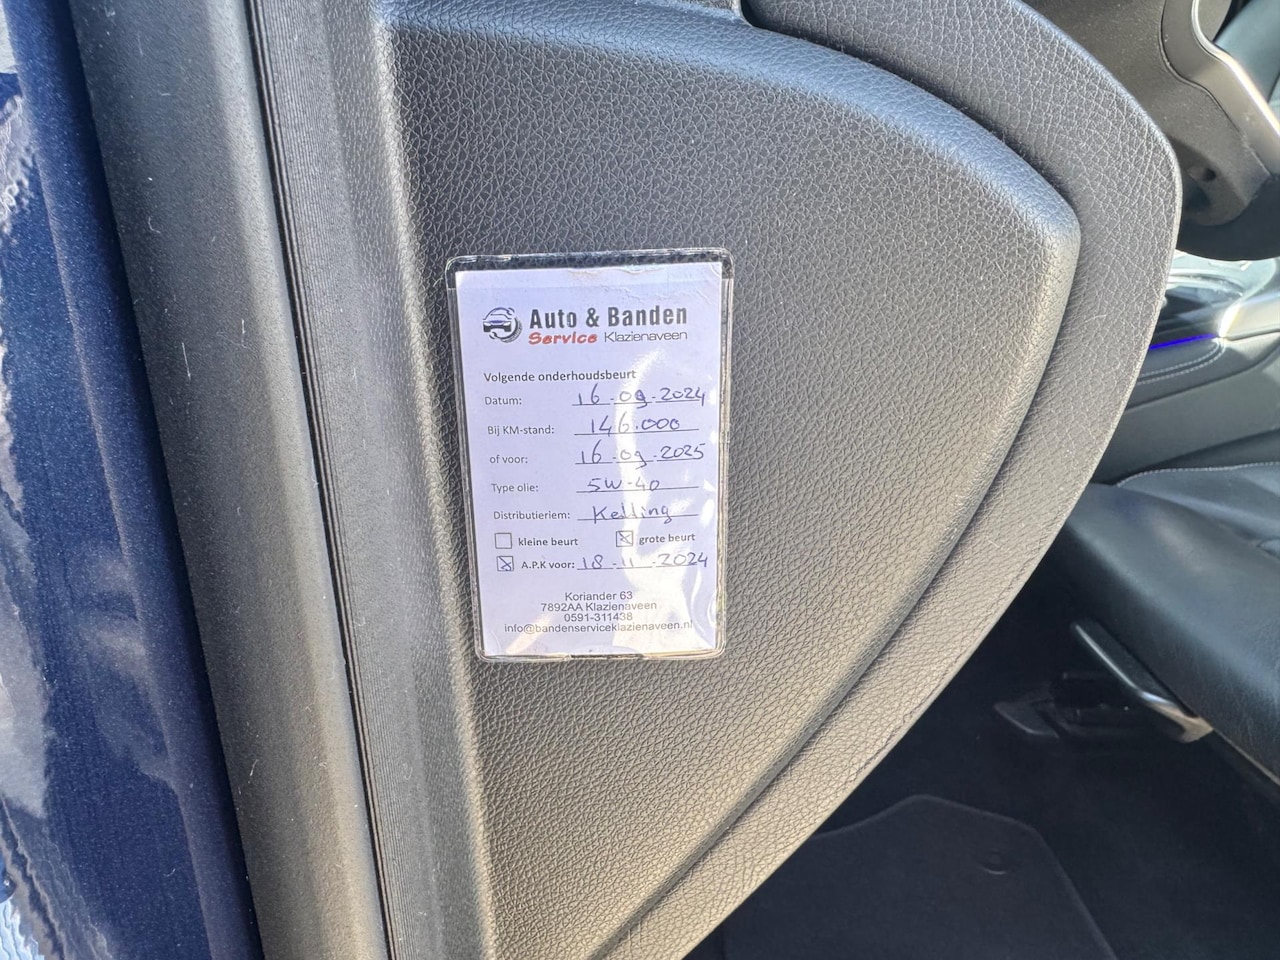 Auto & Banden
Service Klazienaveen
Volgende onderhoudsbeurt
Datum: 16-09-2024
Bij KM-stand: 146.000
of voor: 16-09-2025
Type olie: 5W-40
Distributieriem: Ketting
kleine beurt grote beurt
A.P.K voor: 18-11-2024
Koriander 63
7892AA Klazienaveen
0591-311438
info@bandenserviceklazienaveen.nl